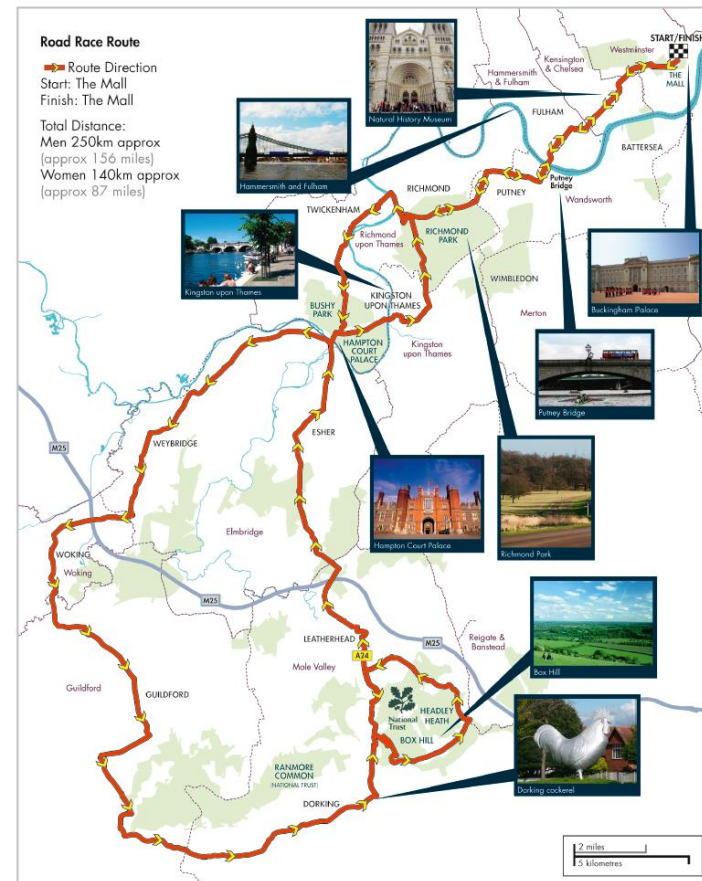 Road Race Route
Route Direction
Start: The Mall
Finish: The Mall
Total Distance:
Men 250km approx
(approx 156 miles)
Women 140km approx
(approx 87 miles)
START/FINISH
THE
MALL
Westminster
Kensington
& Chelsea
Hammersmith
& Fulham
Natural History Museum
FULHAM
BATTERSEA
Hammersmith and Fulham
Putney
Bridge
Wandsworth
PUTNEY
RICHMOND
TWICKENHAM
Richmond
upon Thames
RICHMOND
PARK
WIMBLEDON
Merton
Buckingham Palace
Kingston upon Thames
KINGSTON
UPON THAMES
BUSHY
PARK
HAMPTON
COURT
PALACE
Kingston
upon Thames
Putney Bridge
ESHER
WEYBRIDGE
M25
Hampton Court Palace
Richmond Park
Elmbridge
WOKING
Woking
M25
LEATHERHEAD
A24
M25
Reigate &
Banstead
Mole Valley
Box Hill
Guildford
GUILDFORD
National
Trust
HEADLEY
HEATH
BOX HILL
RANMORE
COMMON
(NATIONAL TRUST)
DORKING
Dorking cockerel
2 miles
5 kilometres